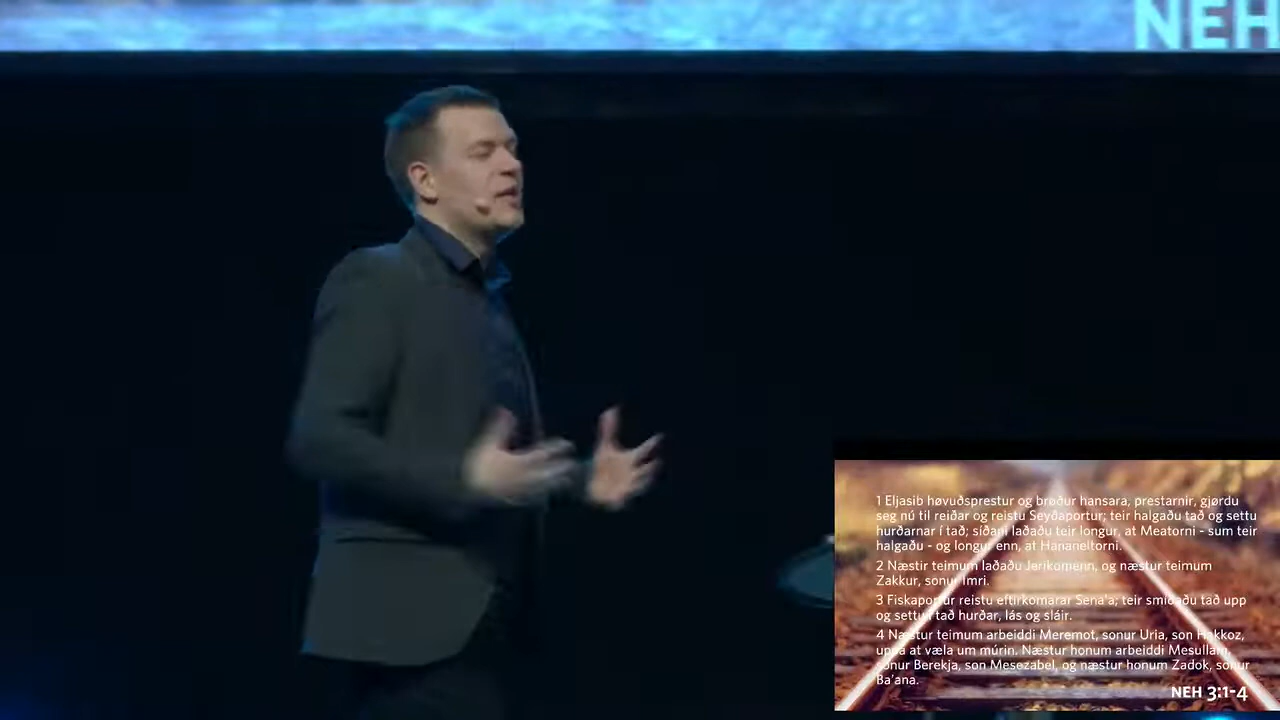 NEH
1 Eljasib høvuðsprestur og brøður hansara, prestarnir, gjørdu
seg nú til reiðar og reistu Seyðaportur; teir halgaðu tað og settu
hurðarnar í tað; síðani laðaðu teir longur, at Meatorni - sum teir
halgaðu - og longur enn, at Hananeltorni.
2 Næstir teimum laðaðu Jerikomenn, og næstur teimum
Zakkur, sonur Imri.
3 Fiskaportur reistu eftirkomarar Sena'a; teir smíðaðu tað upp
og settu í tað hurðar, lás og sláir.
4 Næstur teimum arbeiddi Meremot, sonur Uria, son Hakkoz,
uppá at væla um múrin. Næstur honum arbeiddi Mesullam,
sonur Berekja, son Mesezabel, og næstur honum Zadok, sonur
Ba'ana.
NEH 3:1-4